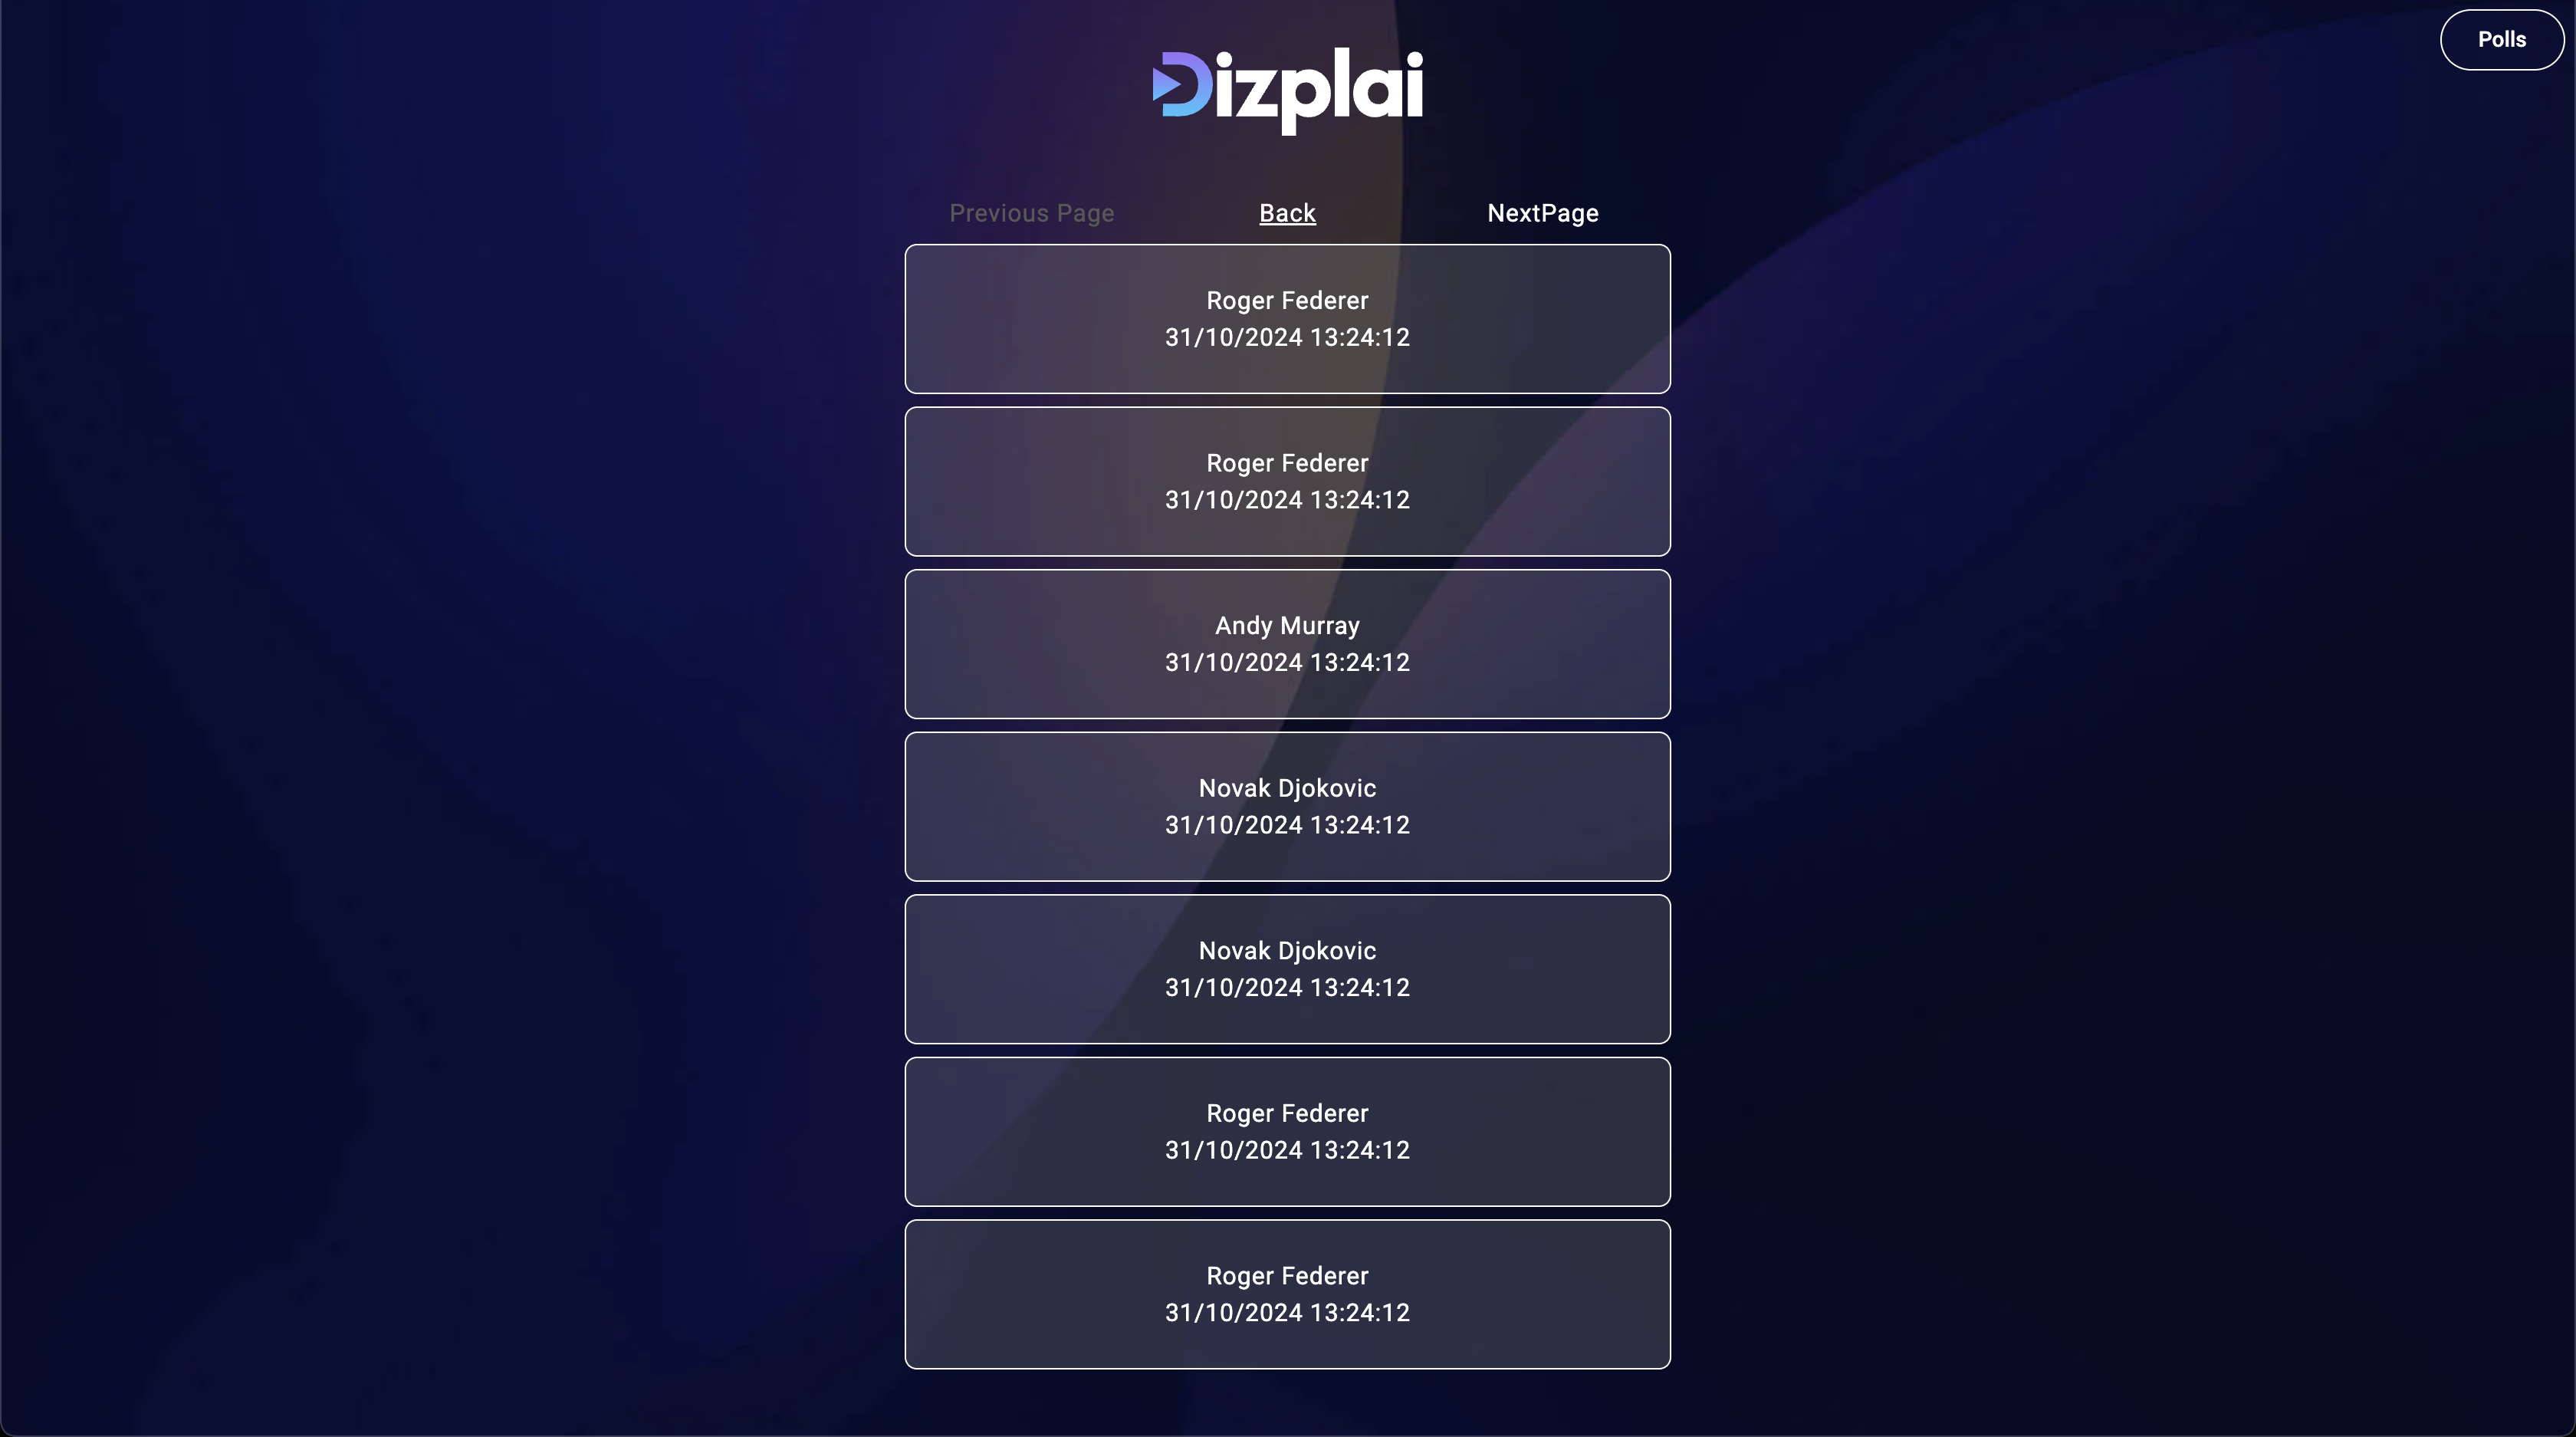 Polls
Dizplai
Previous Page
Back
NextPage
Roger Federer
31/10/2024 13:24:12
Roger Federer
31/10/2024 13:24:12
Andy Murray
31/10/2024 13:24:12
Novak Djokovic
31/10/2024 13:24:12
Novak Djokovic
31/10/2024 13:24:12
Roger Federer
31/10/2024 13:24:12
Roger Federer
31/10/2024 13:24:12